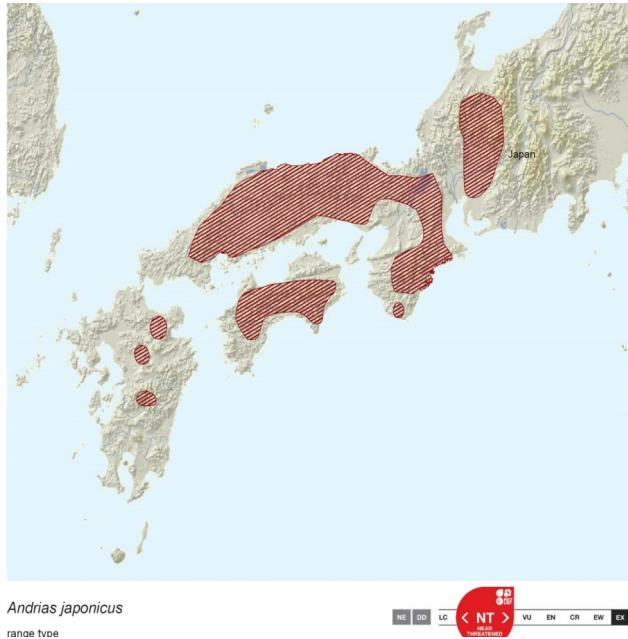 Japan
Andrias japonicus
NE DD LC < NT > VU EN CR EW EX
NEAR
THREATENED
range type